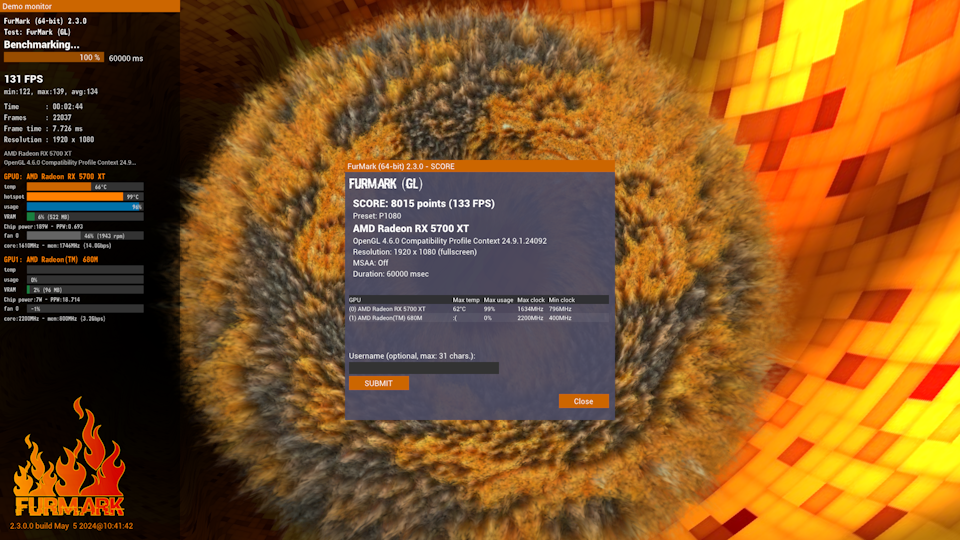 Demo monitor
FurMark (64-bit) 2.3.0
Test: FurMark (GL)
Benchmarking...
100 % 60000 ms
131 FPS
min:122, max:139, avg:134
Time : 00:02:44
Frames : 22037
Frame time : 7.726 ms
Resolution : 1920 x 1080
AMD Radeon RX 5700 XT
OpenGL 4.6.0 Compatibility Profile Context 24.9...
GPU0: AMD Radeon RX 5700 XT
temp 66°C
hotspot 99°C
usage 96%
VRAM 6% (522 MB)
Chip power:189W - PPW:0.693
fan 0 46% (1943 rpm)
core:1610MHz - mem:1746MHz (14.0Gbps)
GPU1: AMD Radeon(TM) 680M
temp
usage 0%
VRAM 2% (96 MB)
Chip power:7W - PPW:18.714
fan 0 -1%
core:2200MHz - mem:800MHz (3.2Gbps)
FURMARK
2.3.0.0 build May 5 2024@10:41:42
FurMark (64-bit) 2.3.0 - SCORE
FURMARK (GL)
SCORE: 8015 points (133 FPS)
Preset: P1080
AMD Radeon RX 5700 XT
OpenGL 4.6.0 Compatibility Profile Context 24.9.1.24092
Resolution: 1920 x 1080 (fullscreen)
MSAA: Off
Duration: 60000 msec
GPU Max temp Max usage Max clock Min clock
(0) AMD Radeon RX 5700 XT 62°C 99% 1634MHz 796MHz
(1) AMD Radeon(TM) 680M :( 0% 2200MHz 400MHz
Username (optional, max: 31 chars.):
SUBMIT
Close